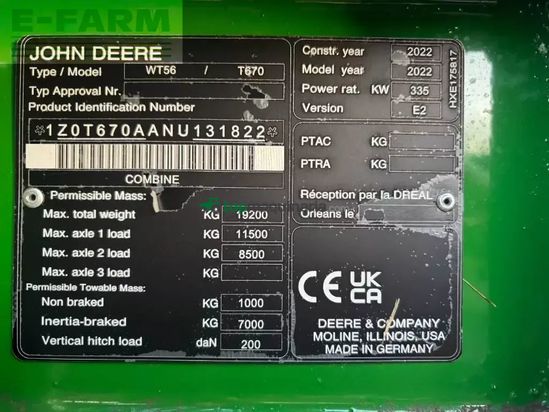 E-FARM
JOHN DEERE
Type / Model WT56 / T670
Typ Approval Nr.
Product Identification Number
*1Z0T670AANU131822*
COMBINE
Permissible Mass:
Max. total weight KG 19200
Max. axle 1 load KG 11500
Max. axle 2 load KG 8500
Max. axle 3 load KG
Permissible Towable Mass:
Non braked KG 1000
Inertia-braked KG 7000
Vertical hitch load daN 200
Constr. year 2022
Model year 2022
Power rat. KW 335
Version E2
HXE175817
PTAC KG
PTRA KG
Réception par la DREAL
Orleans le
CE UK
CA
DEERE & COMPANY
MOLINE, ILLINOIS, USA
MADE IN GERMANY